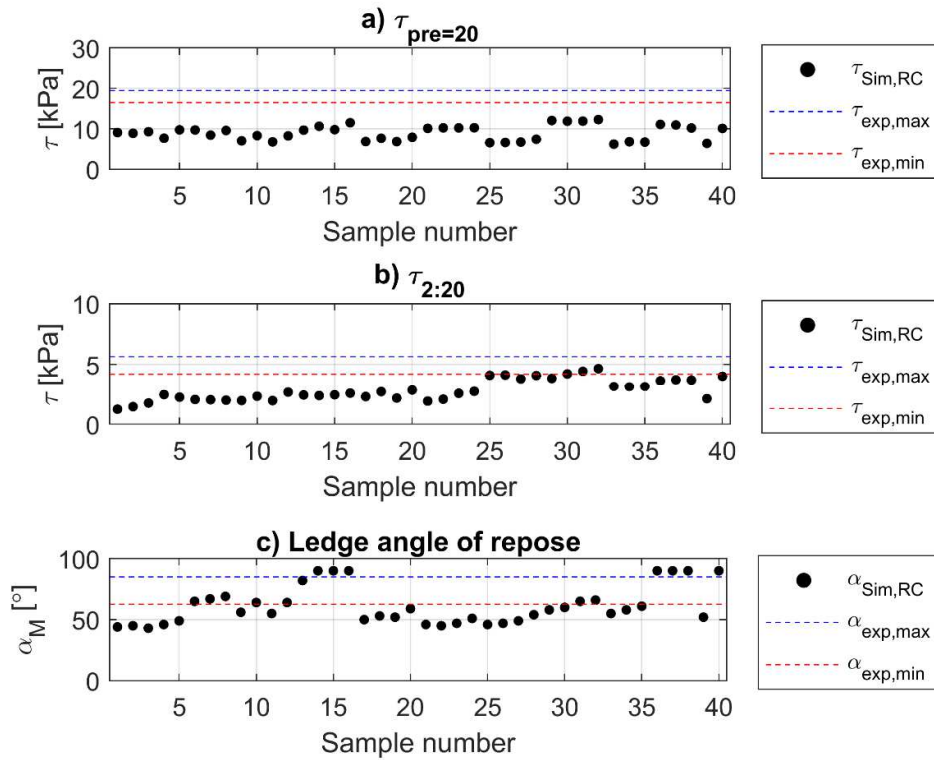 a) τpre=20
30
20
10
0
τ [kPa]
5 10 15 20 25 30 35 40
Sample number
τSim,RC
τexp,max
τexp,min
b) τ2:20
10
5
0
τ [kPa]
5 10 15 20 25 30 35 40
Sample number
τSim,RC
τexp,max
τexp,min
c) Ledge angle of repose
100
50
0
αM [°]
5 10 15 20 25 30 35 40
Sample number
αSim,RC
αexp,max
αexp,min